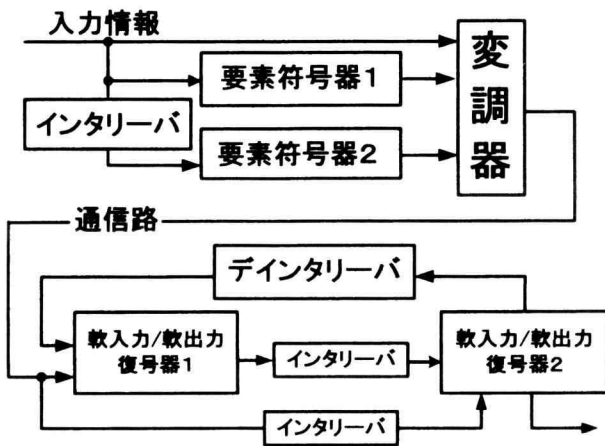 入力情報
要素符号器1
インタリーバ
要素符号器2
変調器
通信路
デインタリーバ
軟入力/軟出力
復号器1
インタリーバ
軟入力/軟出力
復号器2
インタリーバ